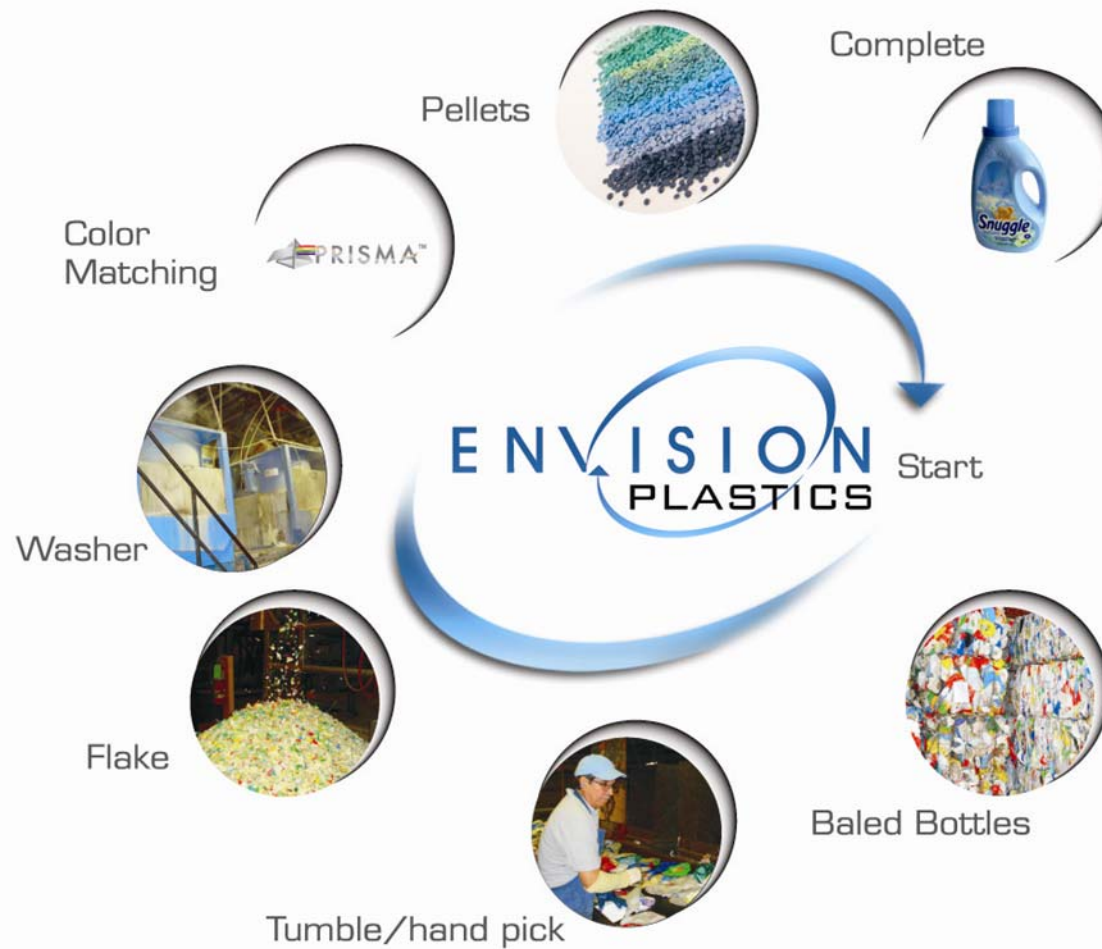 Complete
Pellets
Color
Matching
PRISMA™
Snuggle
ENVISION
PLASTICS
Start
Washer
Flake
Baled Bottles
Tumble/hand pick